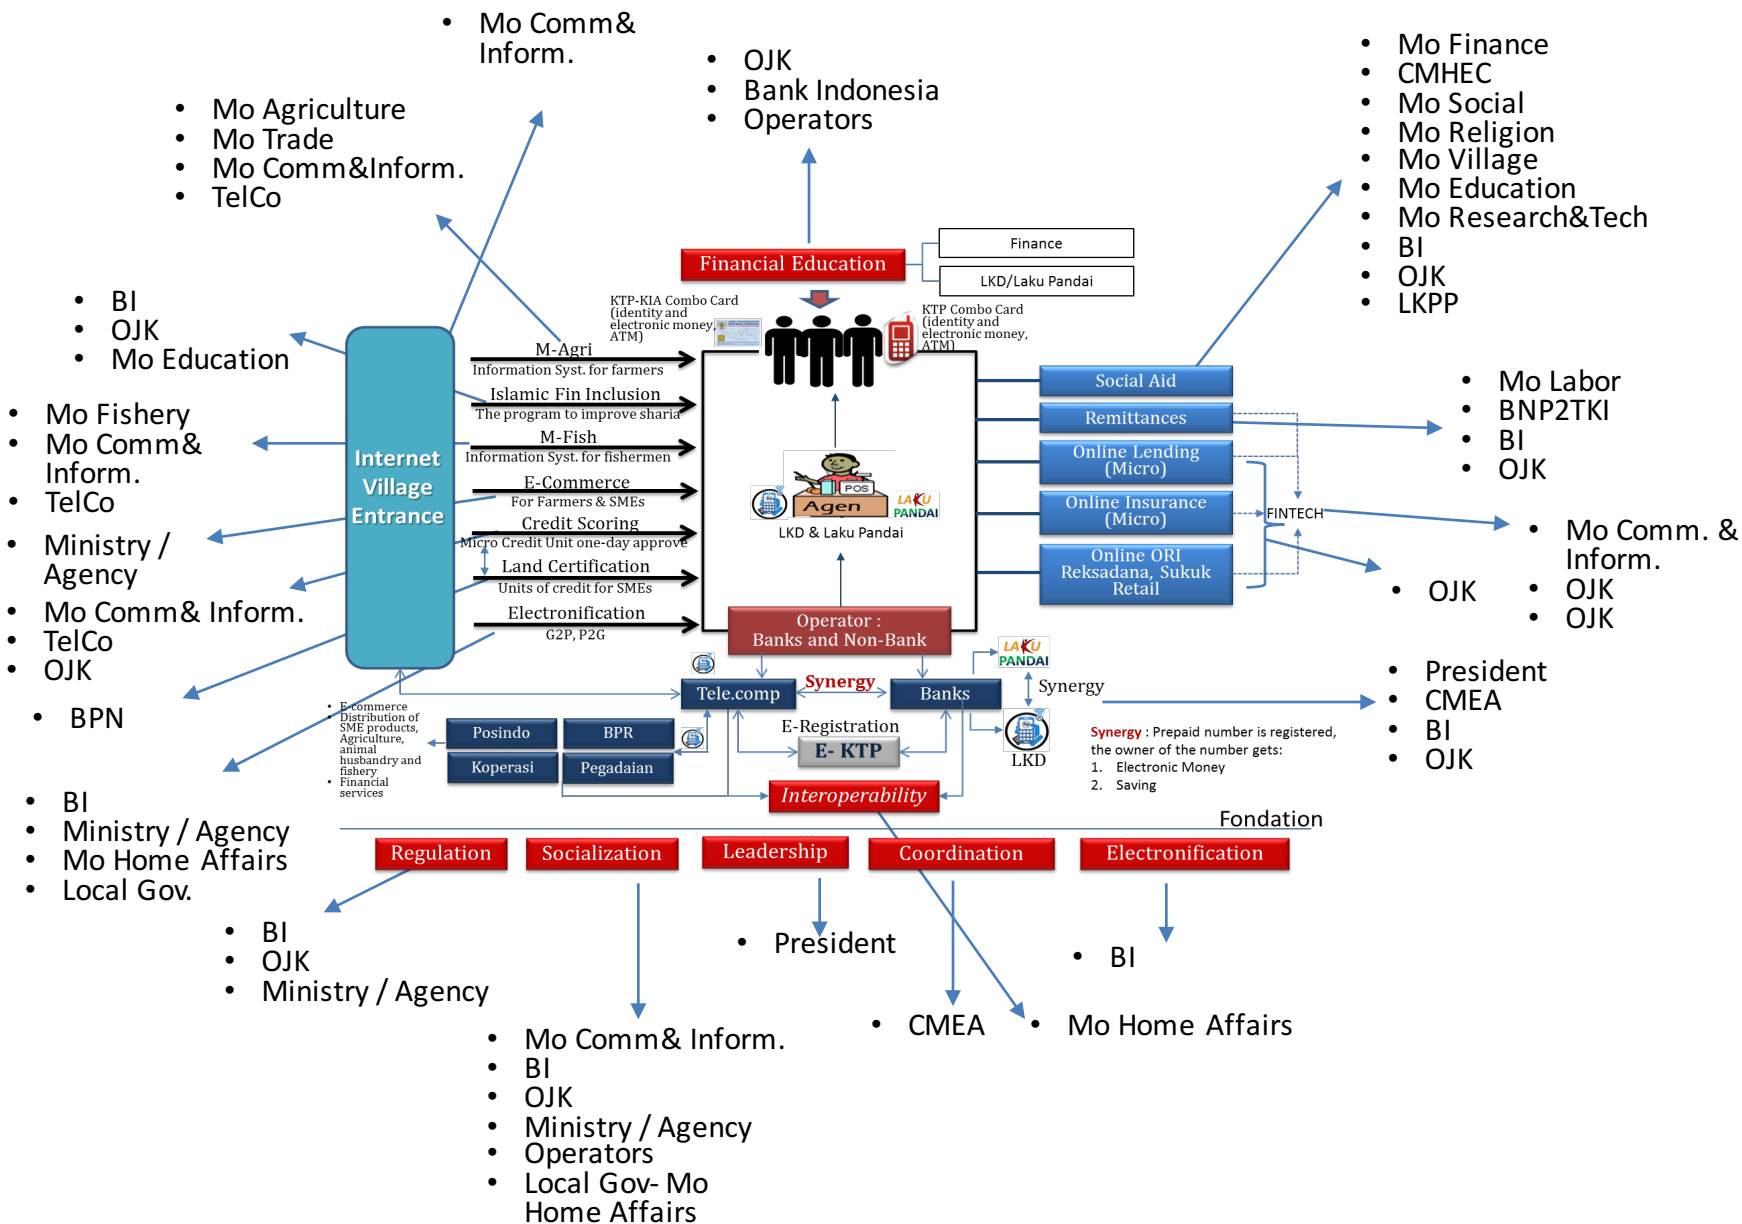 • Mo Comm&
Inform.
• OJK
• Bank Indonesia
• Operators
• Mo Finance
• CMHEC
• Mo Social
• Mo Religion
• Mo Village
• Mo Education
• Mo Research&Tech
• BI
• OJK
• LKPP
• Mo Agriculture
• Mo Trade
• Mo Comm&Inform.
• TelCo
• BI
• OJK
• Mo Education
• Mo Fishery
• Mo Comm&
Inform.
• TelCo
• Ministry /
Agency
• Mo Comm& Inform.
• TelCo
• OJK
• BPN
• BI
• Ministry / Agency
• Mo Home Affairs
• Local Gov.
Internet
Village
Entrance
Financial Education
Finance
LKD/Laku Pandai
KTP-KIA Combo Card
(identity and
electronic money,
ATM)
KTP Combo Card
(identity and
electronic money,
ATM)
M-Agri
Information Syst. for farmers
Islamic Fin Inclusion
The program to improve sharia
M-Fish
Information Syst. for fishermen
E-Commerce
For Farmers & SMEs
Credit Scoring
Micro Credit Unit one-day approve
Land Certification
Units of credit for SMEs
Electronification
G2P, P2G
POS
Agen
LAKU
PANDAI
LKD & Laku Pandai
Operator :
Banks and Non-Bank
Social Aid
Remittances
Online Lending
(Micro)
Online Insurance
(Micro)
Online ORI
Reksadana, Sukuk
Retail
FINTECH
• Mo Labor
• BNP2TKI
• BI
• OJK
• Mo Comm. &
Inform.
• OJK
• OJK
• OJK
• President
• CMEA
• BI
• OJK
Tele.comp
Synergy
Banks
LAKU
PANDAI
Synergy
LKD
E-Registration
E- KTP
Posindo
BPR
Koperasi
Pegadaian
• E-commerce
• Distribution of
SME products,
Agriculture,
animal
husbandry and
fishery
• Financial
services
Interoperability
Synergy : Prepaid number is registered,
the owner of the number gets:
1. Electronic Money
2. Saving
Fondation
Regulation
Socialization
Leadership
Coordination
Electronification
• BI
• OJK
• Ministry / Agency
• President
• BI
• CMEA
• Mo Home Affairs
• Mo Comm& Inform.
• BI
• OJK
• Ministry / Agency
• Operators
• Local Gov- Mo
Home Affairs